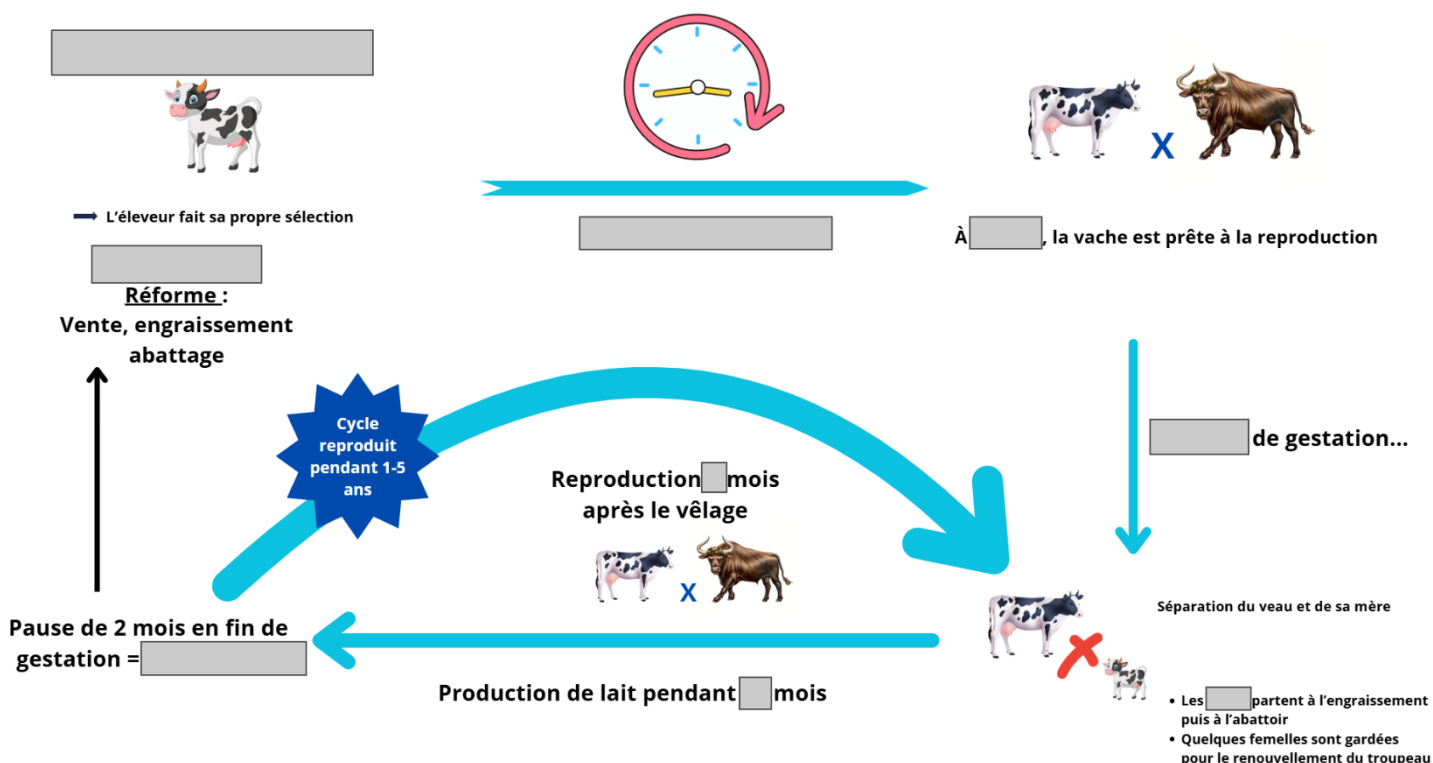 L'éleveur fait sa propre sélection
À , la vache est prête à la reproduction
Réforme :
Vente, engraissement
abattage
Cycle
reproduit
pendant 1-5
ans
de gestation...
Reproduction mois
après le vêlage
X
X
Séparation du veau et de sa mère
Pause de 2 mois en fin de
gestation =
Production de lait pendant mois
• Les partent à l'engraissement
puis à l'abattoir
• Quelques femelles sont gardées
pour le renouvellement du troupeau